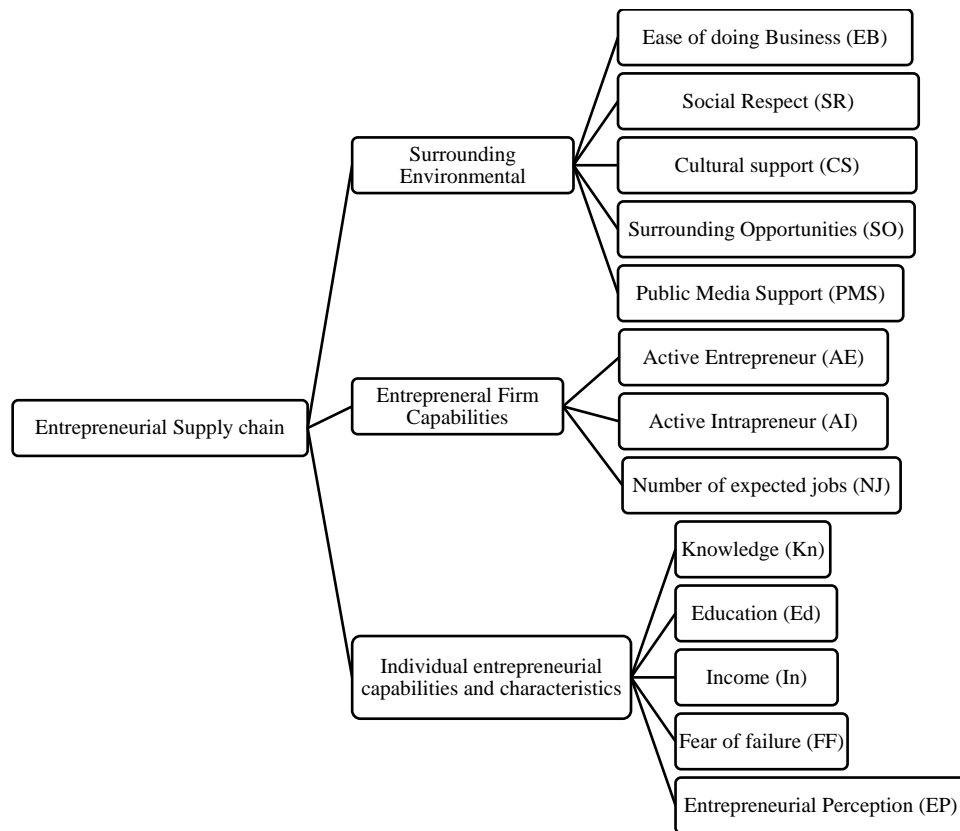 Entrepreneurial Supply chain
Surrounding
Environmental
Ease of doing Business (EB)
Social Respect (SR)
Cultural support (CS)
Surrounding Opportunities (SO)
Public Media Support (PMS)
Entrepreneral Firm
Capabilities
Active Entrepreneur (AE)
Active Intrapreneur (AI)
Number of expected jobs (NJ)
Individual entrepreneurial
capabilities and characteristics
Knowledge (Kn)
Education (Ed)
Income (In)
Fear of failure (FF)
Entrepreneurial Perception (EP)